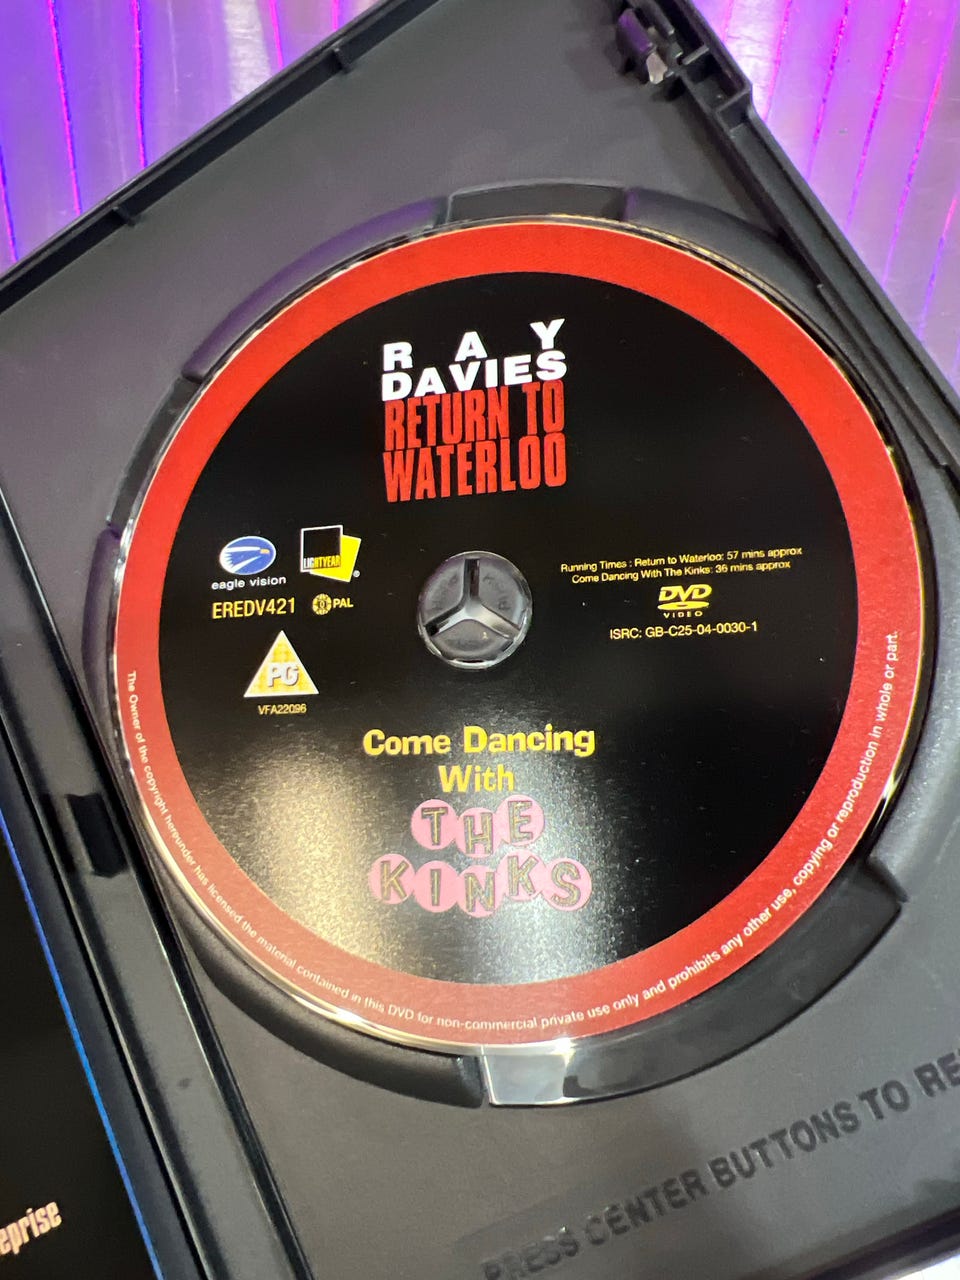 RAY
DAVIES
RETURN TO
WATERLOO
eagle vision
LIGHTYEAR ®
EREDV421
PAL
PG
VFA22096
Running Times : Return to Waterloo: 57 mins approx
Come Dancing With The Kinks: 36 mins approx
DVD
VIDEO
ISRC: GB-C25-04-0030-1
Come Dancing
With
THE
KINKS
The Owner of the copyright hereunder has licensed the material contained in this DVD for non-commercial private use only and prohibits any other use, copying or reproduction in whole or part.
PRESS CENTER BUTTONS TO RE
eprise